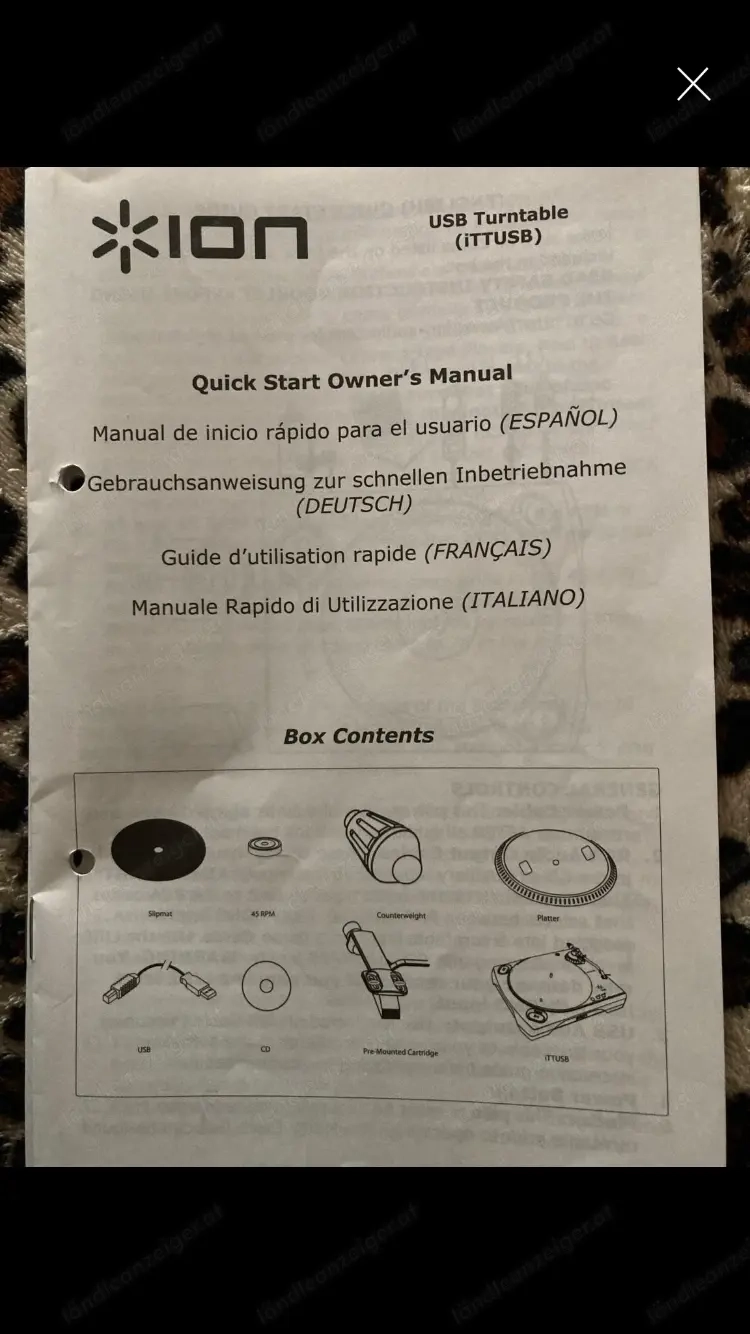 ION
USB Turntable
(iTTUSB)
Quick Start Owner's Manual
Manual de inicio rápido para el usuario (ESPAÑOL)
Gebrauchsanweisung zur schnellen Inbetriebnahme
(DEUTSCH)
Guide d'utilisation rapide (FRANÇAIS)
Manuale Rapido di Utilizzazione (ITALIANO)
Box Contents
Slipmat 45 RPM Counterweight Platter
USB CD Pre-Mounted Cartridge iTTUSB
ländleanzeiger.at